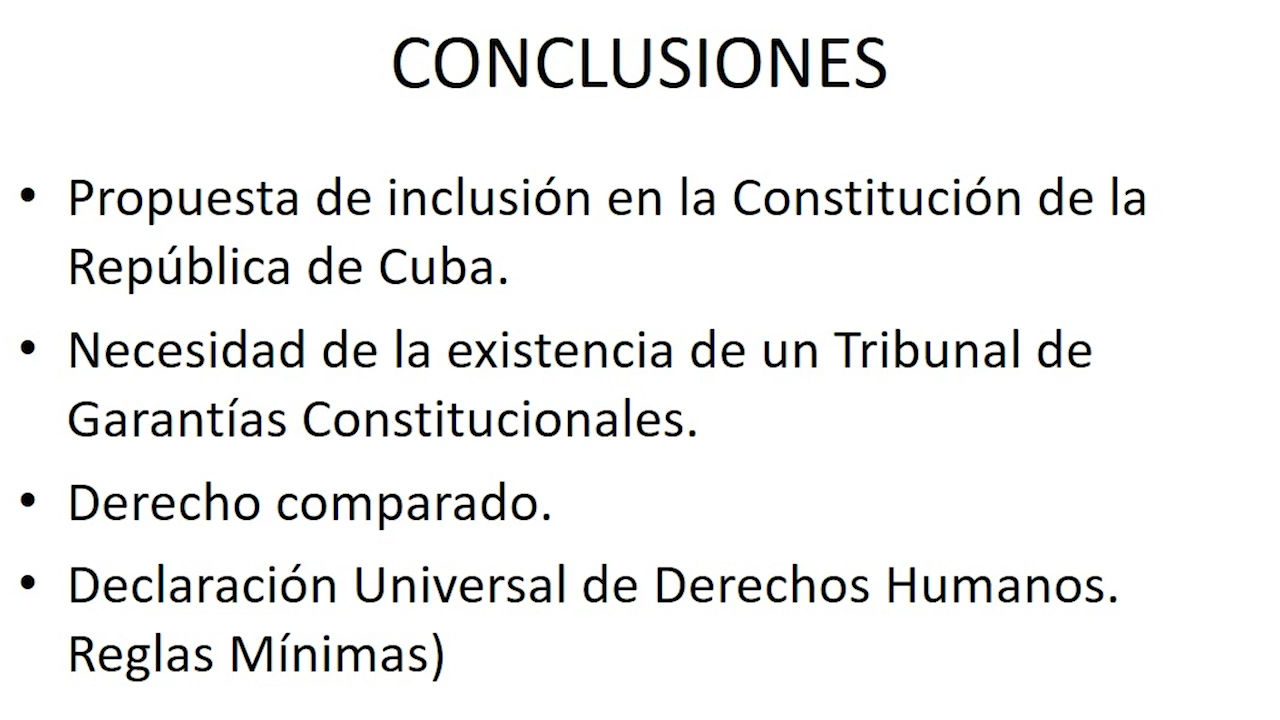 CONCLUSIONES
• Propuesta de inclusión en la Constitución de la
República de Cuba.
• Necesidad de la existencia de un Tribunal de
Garantías Constitucionales.
• Derecho comparado.
• Declaración Universal de Derechos Humanos.
Reglas Mínimas)